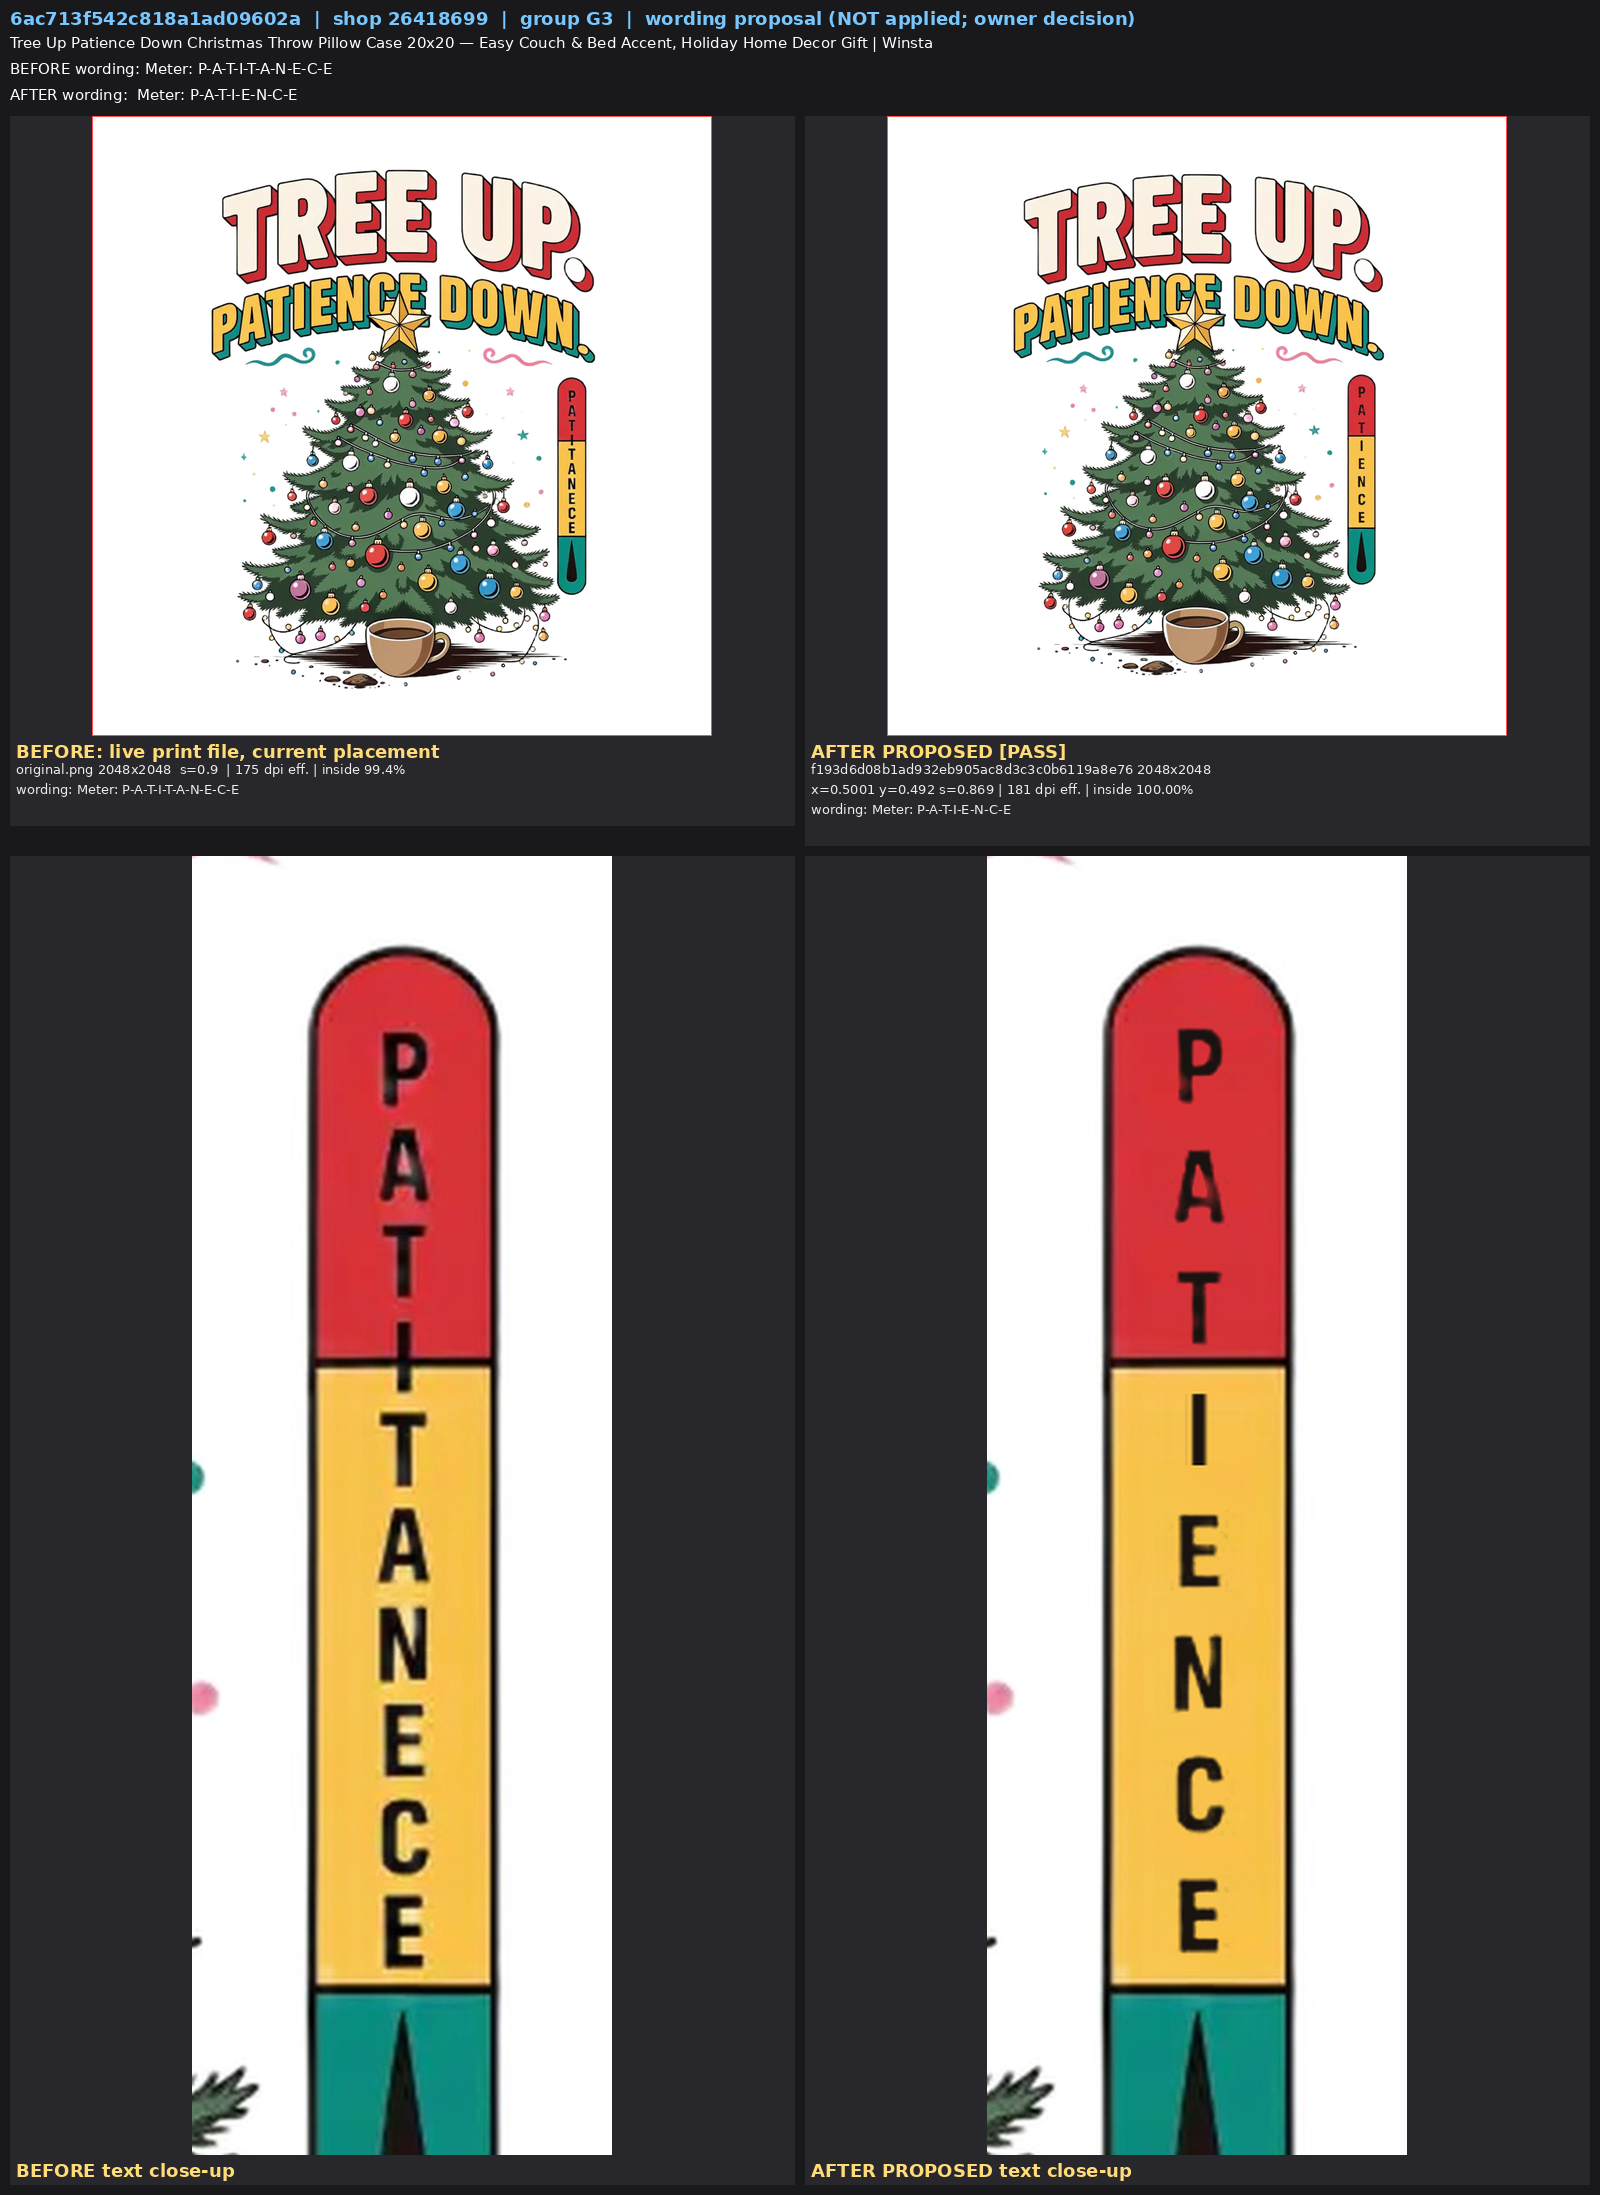 6ac713f542c818a1ad09602a | shop 26418699 | group G3 | wording proposal (NOT applied; owner decision)
Tree Up Patience Down Christmas Throw Pillow Case 20x20 — Easy Couch & Bed Accent, Holiday Home Decor Gift | Winsta
BEFORE wording: Meter: P-A-T-I-T-A-N-E-C-E
AFTER wording: Meter: P-A-T-I-E-N-C-E
TREE UP.
PATIENCE DOWN.
PATITANECE
BEFORE: live print file, current placement
original.png 2048x2048 s=0.9 | 175 dpi eff. | inside 99.4%
wording: Meter: P-A-T-I-T-A-N-E-C-E
TREE UP.
PATIENCE DOWN.
PATIENCE
AFTER PROPOSED [PASS]
f193d6d08b1ad932eb905ac8d3c3c0b6119a8e76 2048x2048
x=0.5001 y=0.492 s=0.869 | 181 dpi eff. | inside 100.00%
wording: Meter: P-A-T-I-E-N-C-E
PATITANECE
BEFORE text close-up
PATIENCE
AFTER PROPOSED text close-up